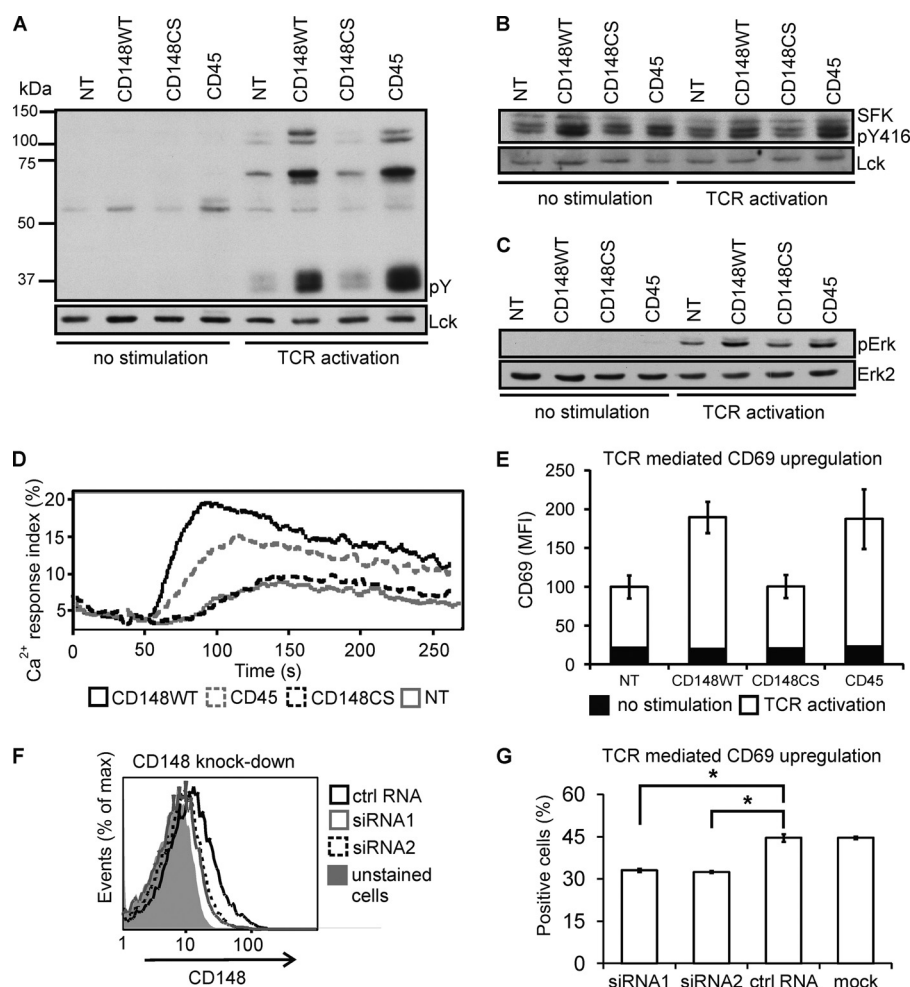 A
NT
CD148WT
CD148CS
CD45
NT
CD148WT
CD148CS
CD45
kDa
150
100
75
50
37
pY
Lck
no stimulation
TCR activation
B
NT
CD148WT
CD148CS
CD45
NT
CD148WT
CD148CS
CD45
SFK
pY416
Lck
no stimulation
TCR activation
C
NT
CD148WT
CD148CS
CD45
NT
CD148WT
CD148CS
CD45
pErk
Erk2
no stimulation
TCR activation
D
Ca2+ response index (%)
20
15
10
5
0
50
100
150
200
250
Time (s)
CD148WT
CD45
CD148CS
NT
E
TCR mediated CD69 upregulation
CD69 (MFI)
250
200
150
100
50
0
NT
CD148WT
CD148CS
CD45
no stimulation
TCR activation
F
CD148 knock-down
Events (% of max)
ctrl RNA
siRNA1
siRNA2
unstained
cells
1
10
100
CD148
G
TCR mediated CD69 upregulation
Positive cells (%)
60
45
30
15
0
*
*
siRNA1
siRNA2
ctrl RNA
mock